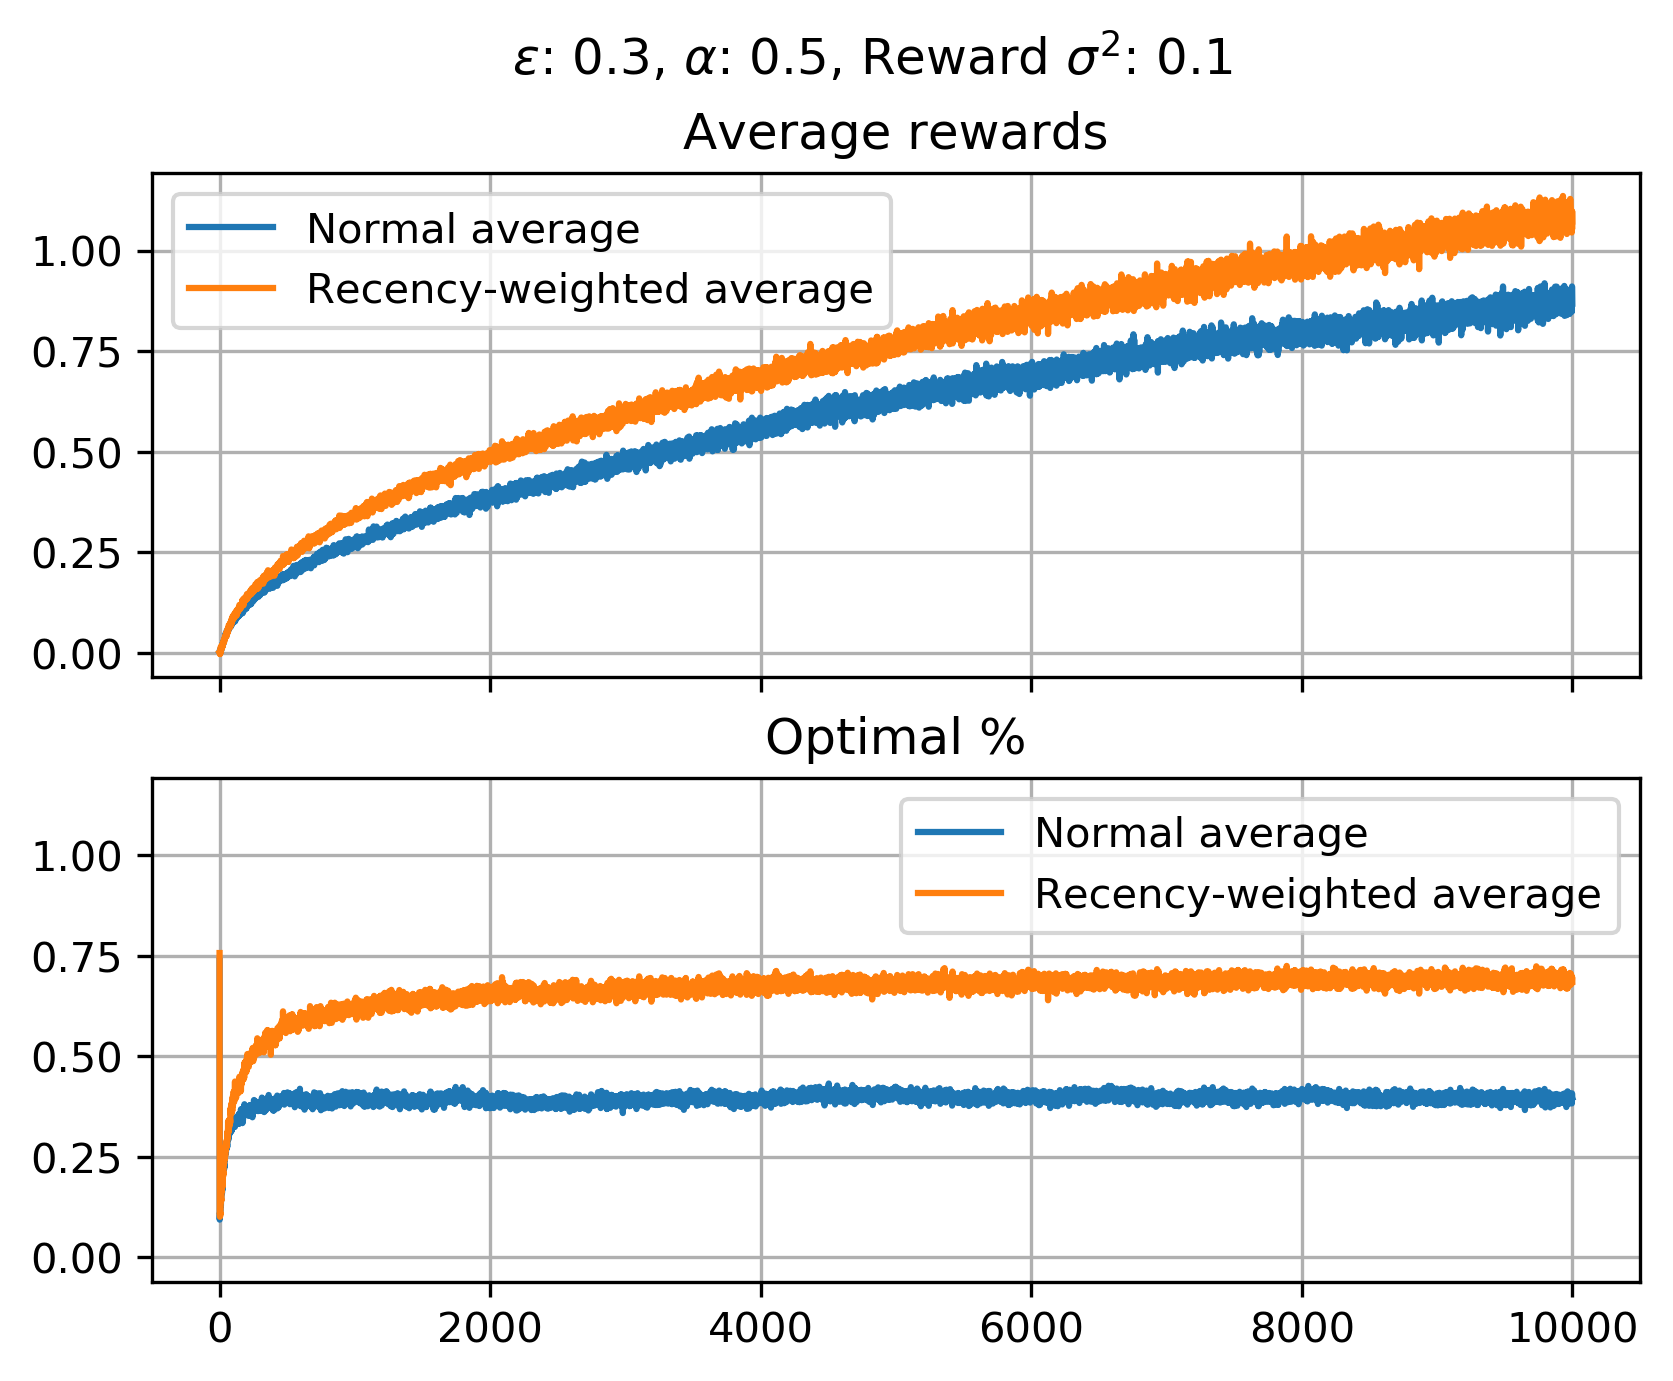 ε: 0.3, α: 0.5, Reward σ²: 0.1
Average rewards
Normal average
Recency-weighted average
1.00
0.75
0.50
0.25
0.00
Optimal %
Normal average
Recency-weighted average
1.00
0.75
0.50
0.25
0.00
0 2000 4000 6000 8000 10000